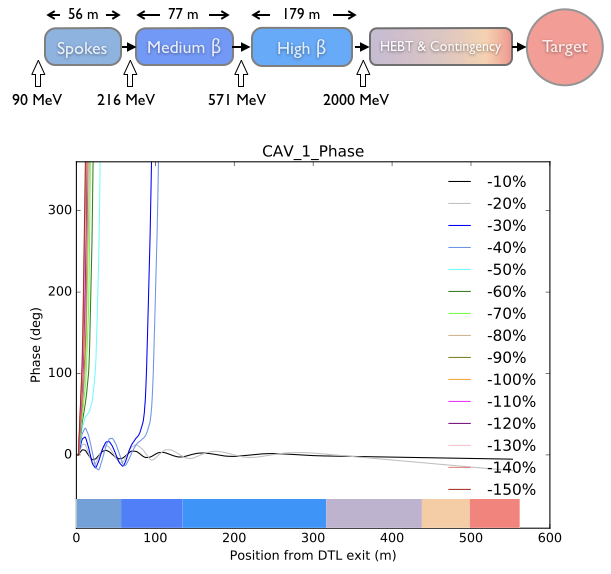 56 m 77 m 179 m
Spokes Medium β High β HEBT & Contingency Target
90 MeV 216 MeV 571 MeV 2000 MeV
CAV_1_Phase
Phase (deg)
300
200
100
0
-10%
-20%
-30%
-40%
-50%
-60%
-70%
-80%
-90%
-100%
-110%
-120%
-130%
-140%
-150%
0 100 200 300 400 500 600
Position from DTL exit (m)